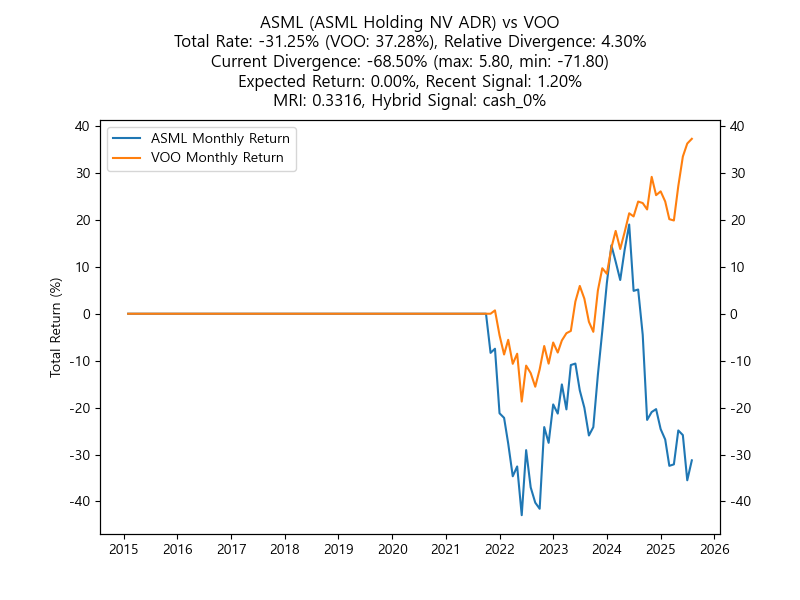 ASML (ASML Holding NV ADR) vs VOO
Total Rate: -31.25% (VOO: 37.28%), Relative Divergence: 4.30%
Current Divergence: -68.50% (max: 5.80, min: -71.80)
Expected Return: 0.00%, Recent Signal: 1.20%
MRI: 0.3316, Hybrid Signal: cash_0%
ASML Monthly Return
VOO Monthly Return
Total Return (%)
40
30
20
10
0
-10
-20
-30
-40
40
30
20
10
0
-10
-20
-30
-40
2015 2016 2017 2018 2019 2020 2021 2022 2023 2024 2025 2026